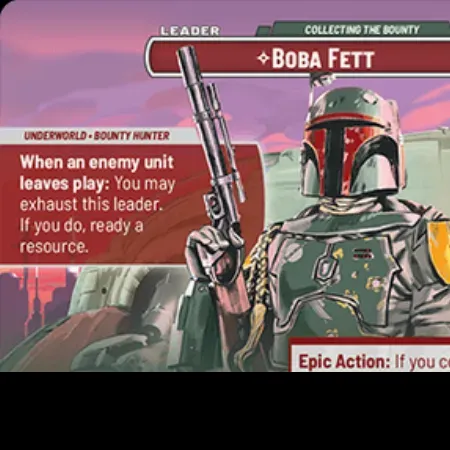 LEADER
COLLECTING THE BOUNTY
BOBA FETT
UNDERWORLD • BOUNTY HUNTER
When an enemy unit
leaves play: You may
exhaust this leader.
If you do, ready a
resource.
Epic Action: If you